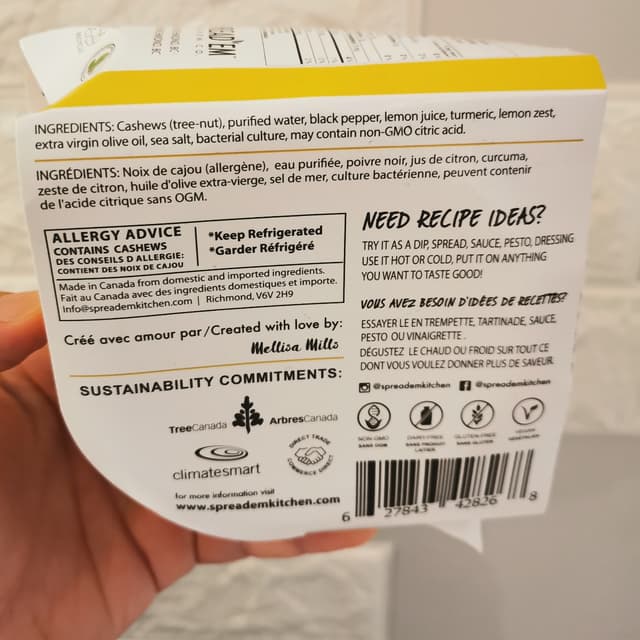 INGREDIENTS: Cashews (tree-nut), purified water, black pepper, lemon juice, turmeric, lemon zest,
extra virgin olive oil, sea salt, bacterial culture, may contain non-GMO citric acid.
INGRÉDIENTS: Noix de cajou (allergène), eau purifiée, poivre noir, jus de citron, curcuma,
zeste de citron, huile d'olive extra-vierge, sel de mer, culture bactérienne, peuvent contenir
de l'acide citrique sans OGM.
ALLERGY ADVICE
CONTAINS CASHEWS
DES CONSEILS D ALLERGIE:
CONTIENT DES NOIX DE CAJOU
*Keep Refrigerated
*Garder Réfrigéré
Made in Canada from domestic and imported ingredients.
Fait au Canada avec des ingredients domestiques et importe.
Info@spreademkitchen.com | Richmond, V6V 2H9
Créé avec amour par/Created with love by:
Mellisa Mills
SUSTAINABILITY COMMITMENTS:
TreeCanada ArbresCanada
climatesmart
DIRECT TRADE
COMMERCE DIRECT
for more information visit
www.spreademkitchen.com
NEED RECIPE IDEAS?
TRY IT AS A DIP, SPREAD, SAUCE, PESTO, DRESSING
USE IT HOT OR COLD, PUT IT ON ANYTHING
YOU WANT TO TASTE GOOD!
VOUS AVEZ BESOIN D'IDÉES DE RECETTES?
ESSAYER LE EN TREMPETTE, TARTINADE, SAUCE,
PESTO OU VINAIGRETTE.
DÉGUSTEZ LE CHAUD OU FROID SUR TOUT CE
DONT VOUS VOULEZ DONNER PLUS DE SAVEUR.
@spreademkitchen @spreademkitchen
NON-GMO
SANS OGM
DAIRY-FREE
SANS PRODUIT
LAITIER
GLUTEN-FREE
SANS GLUTEN
VEGAN
6 27843 42826 8